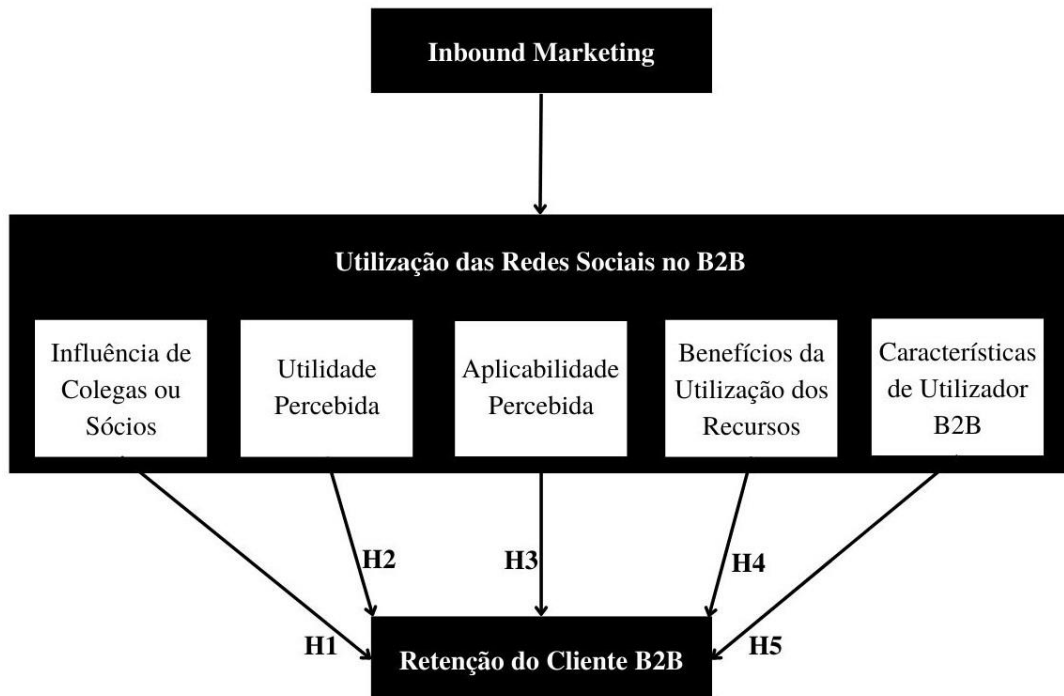 Inbound Marketing
Utilização das Redes Sociais no B2B
Influência de
Colegas ou
Sócios
Utilidade
Percebida
Aplicabilidade
Percebida
Benefícios da
Utilização dos
Recursos
Características
de Utilizador
B2B
H1
H2
H3
H4
H5
Retenção do Cliente B2B